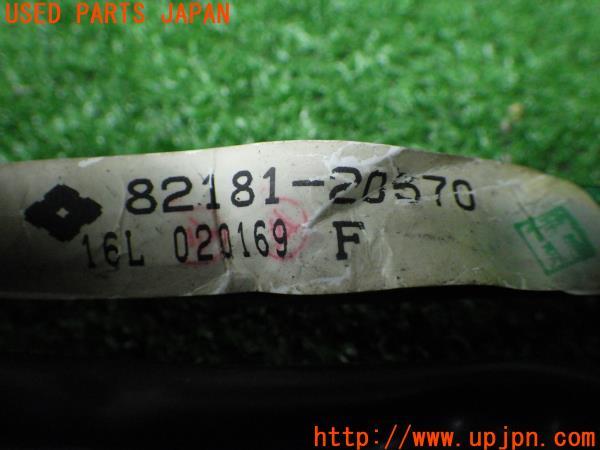 USED PARTS JAPAN
82181-20570
16L 020169 F
http://www.upjpn.com/